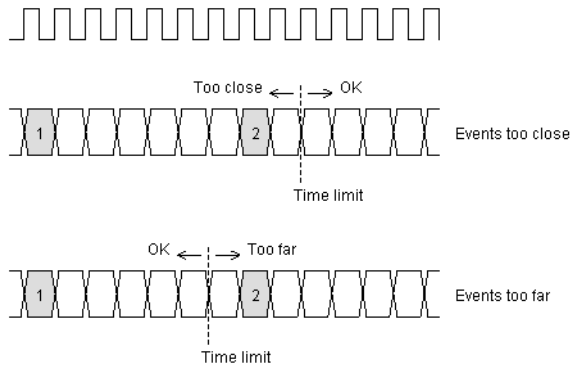 Too close OK
1 2 Events too close
Time limit
OK Too far
1 2 Events too far
Time limit